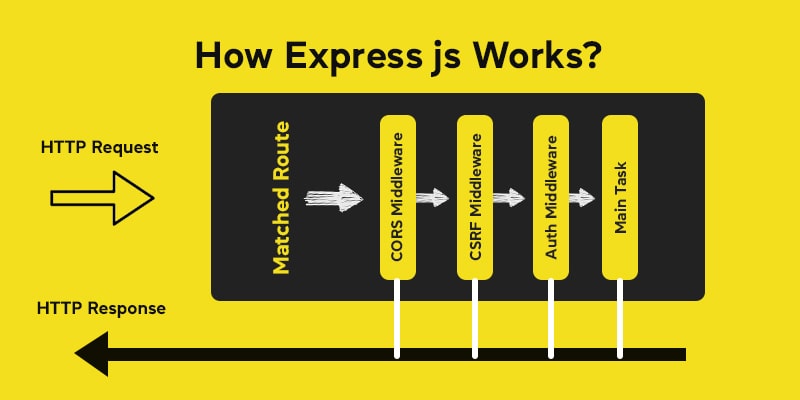 How Express js Works?
HTTP Request
Matched Route
CORS Middleware
CSRF Middleware
Auth Middleware
Main Task
HTTP Response